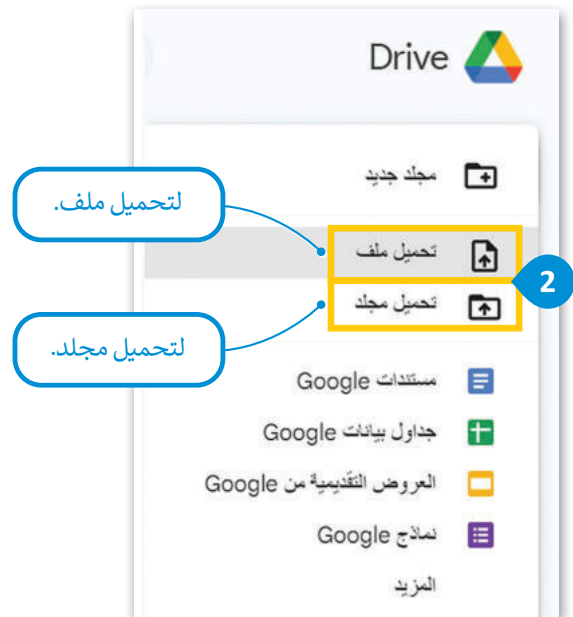 Drive
مجلد جديد
لتحميل ملف.
تحميل ملف
2
تحميل مجلد
لتحميل مجلد.
مستندات Google
جداول بيانات Google
العروض التقديمية من Google
نماذج Google
المزيد